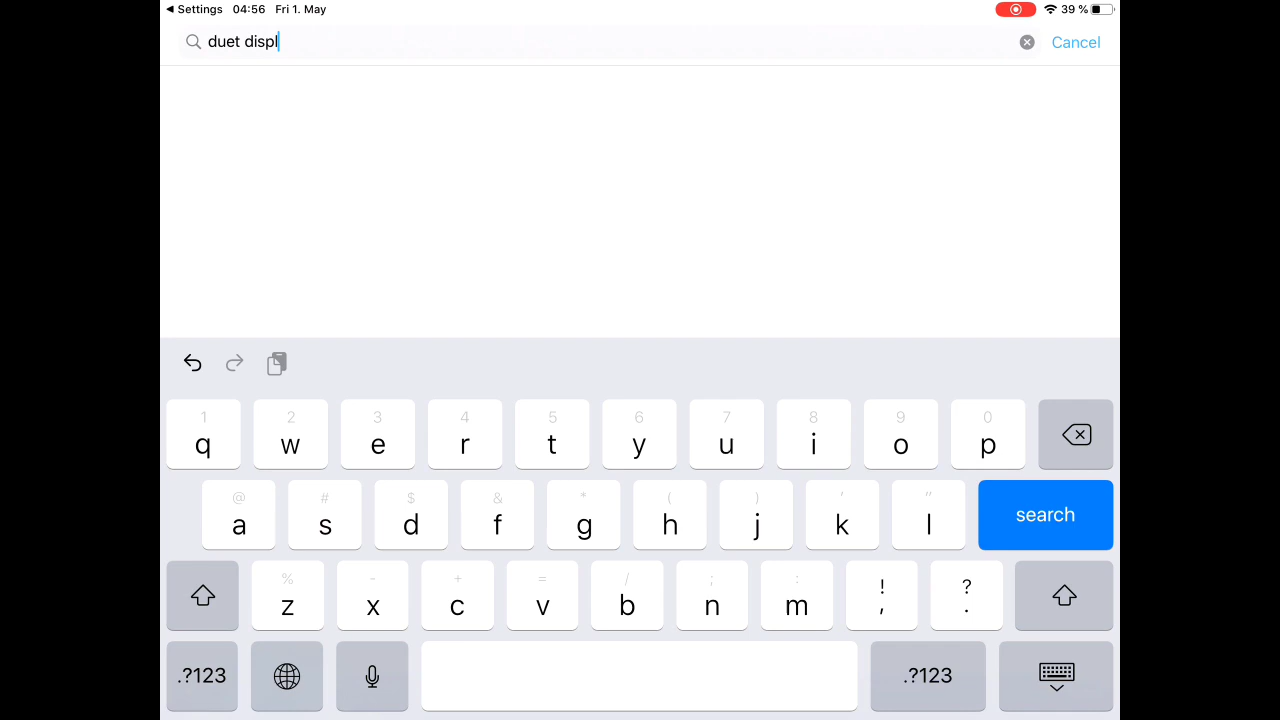 Settings 04:56 Fri 1. May 39 %
duet displ Cancel
1 2 3 4 5 6 7 8 9 0
q w e r t y u i o p
@ # $ & * ( ) ' "
a s d f g h j k l search
% - + = / ; : ! ?
z x c v b n m , .
.?123 .?123